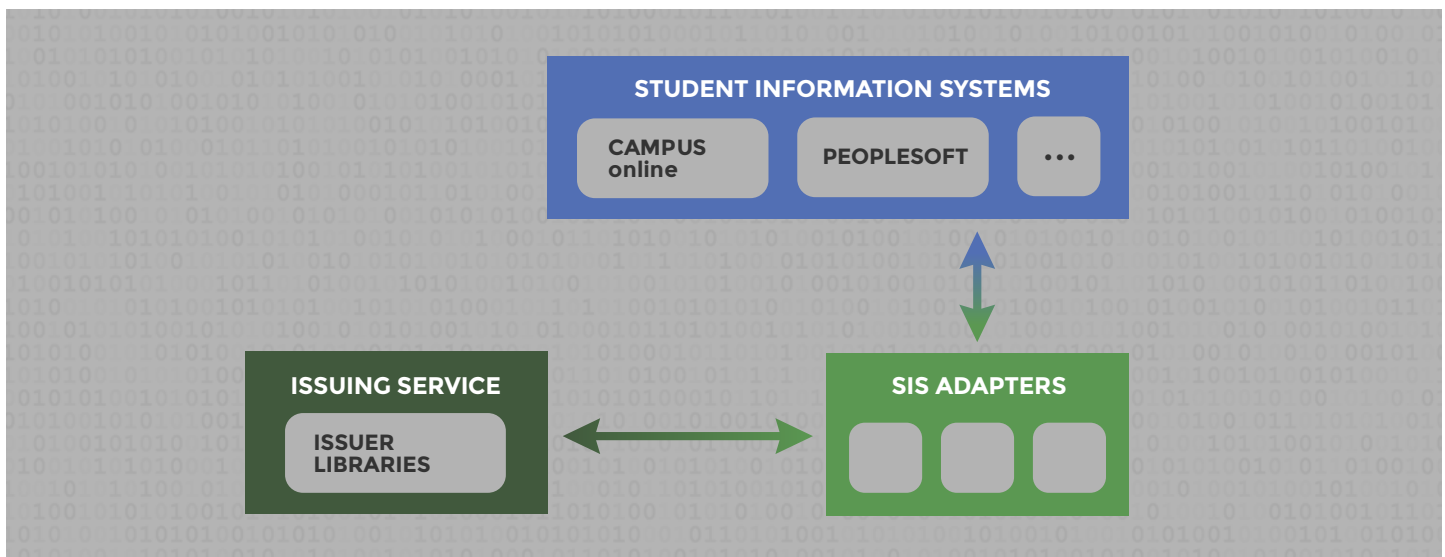 STUDENT INFORMATION SYSTEMS
CAMPUS
online
PEOPLESOFT
...
ISSUING SERVICE
ISSUER
LIBRARIES
SIS ADAPTERS